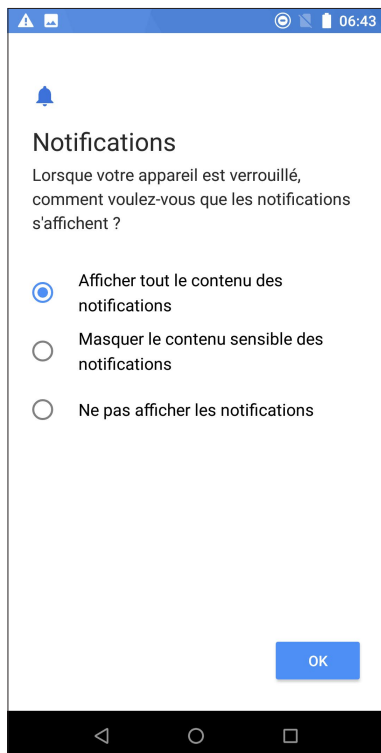 06:43
Notifications
Lorsque votre appareil est verrouillé,
comment voulez-vous que les notifications
s'affichent ?
Afficher tout le contenu des
notifications
Masquer le contenu sensible des
notifications
Ne pas afficher les notifications
OK